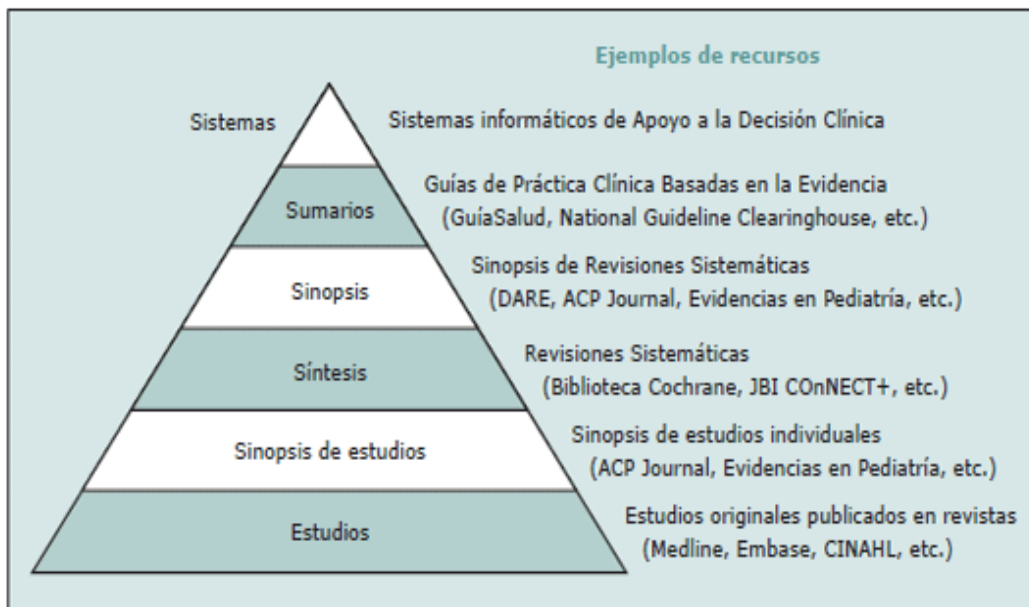 Ejemplos de recursos
Sistemas
Sistemas informáticos de Apoyo a la Decisión Clínica
Sumarios
Guías de Práctica Clínica Basadas en la Evidencia
(GuíaSalud, National Guideline Clearinghouse, etc.)
Sinopsis
Sinopsis de Revisiones Sistemáticas
(DARE, ACP Journal, Evidencias en Pediatría, etc.)
Síntesis
Revisiones Sistemáticas
(Biblioteca Cochrane, JBI COnNECT+, etc.)
Sinopsis de estudios
Sinopsis de estudios individuales
(ACP Journal, Evidencias en Pediatría, etc.)
Estudios
Estudios originales publicados en revistas
(Medline, Embase, CINAHL, etc.)